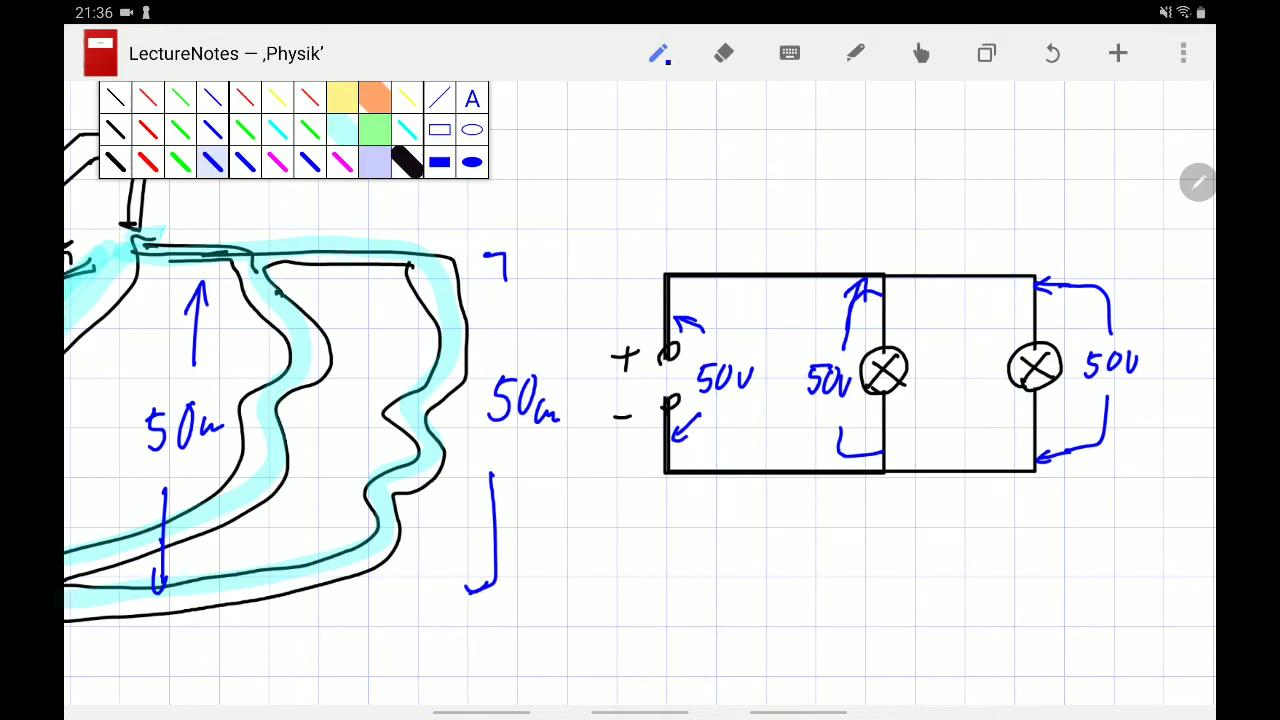 21:36
LectureNotes — ‚Physik’
A
50m
50m
+
-
50V
50V
50V